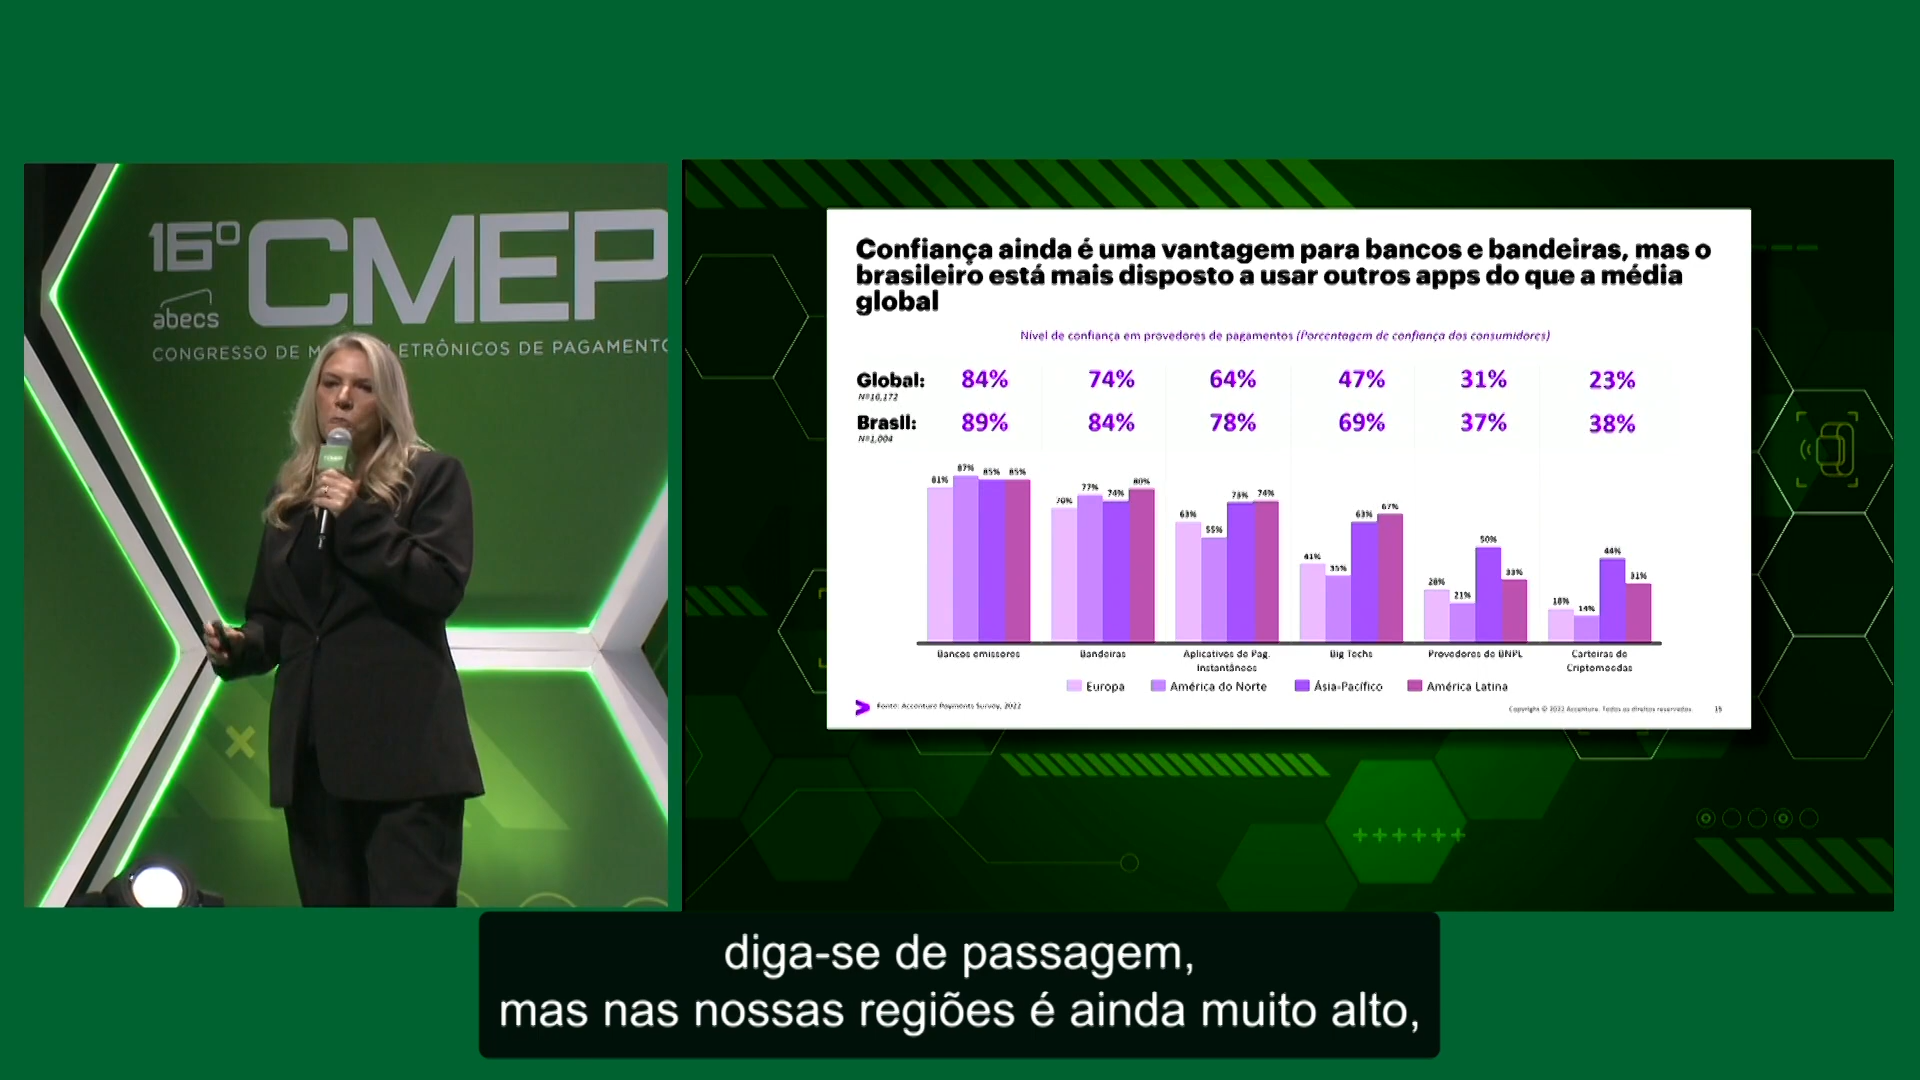 16º CMEP
abecs
CONGRESSO DE M ELETRÔNICOS DE PAGAMENTO
CMEP
Confiança ainda é uma vantagem para bancos e bandeiras, mas o
brasileiro está mais disposto a usar outros apps do que a média
global
Nível de confiança em provedores de pagamentos (Porcentagem de confiança dos consumidores)
Global: 84% 74% 64% 47% 31% 23%
N=16,172
Brasil: 89% 84% 78% 69% 37% 38%
N=1,004
81% 87% 85% 85%
70% 77% 74% 80%
63% 55% 73% 74%
41% 35% 63% 67%
28% 21% 50% 33%
18% 14% 44% 31%
Bancos emissores Bandeiras Aplicativos de Pag. Big Techs Provedores de BNPL Carteiras de
Instantâneos Criptomoedas
Europa América do Norte Ásia-Pacífico América Latina
Fonte: Accenture Payments Survey, 2022
Copyright © 2022 Accenture. Todos os direitos reservados. 15
diga-se de passagem,
mas nas nossas regiões é ainda muito alto,